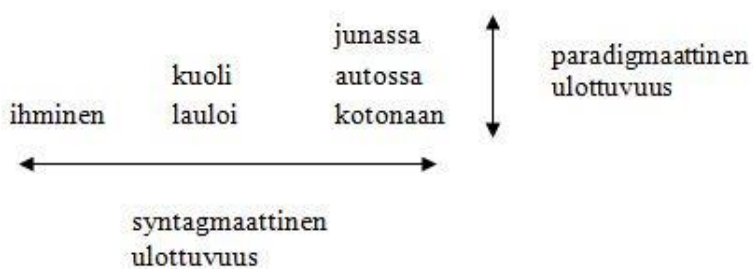 junassa
kuoli autossa
ihminen lauloi kotonaan
paradigmaattinen
ulottuvuus
syntagmaattinen
ulottuvuus